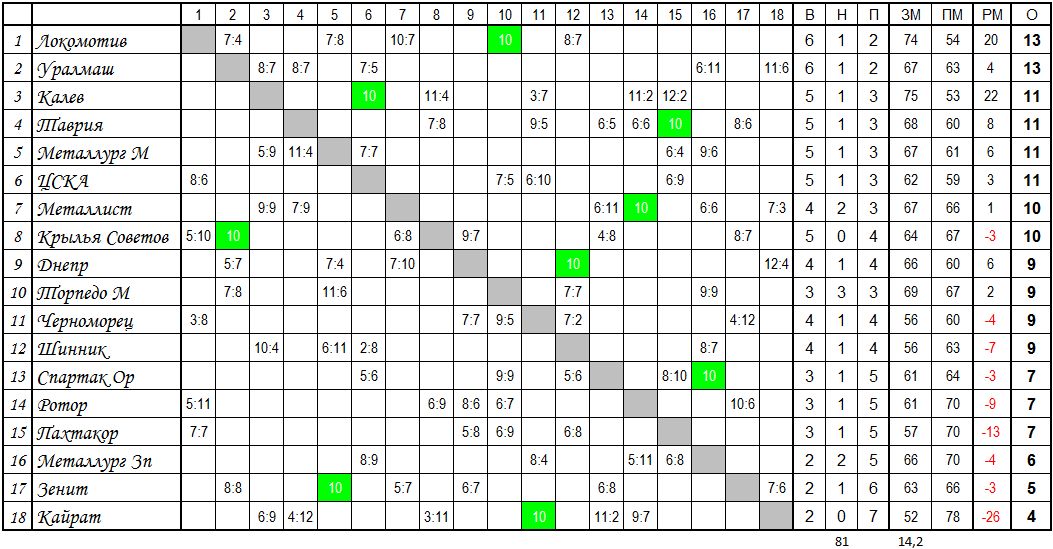 1 2 3 4 5 6 7 8 9 10 11 12 13 14 15 16 17 18 В Н П ЗМ ПМ РМ О
1 Локомотив 7:4 7:8 10:7 10 8:7 6 1 2 74 54 20 13
2 Уралмаш 8:7 8:7 7:5 6:11 11:6 6 1 2 67 63 4 13
3 Калев 10 11:4 3:7 11:2 12:2 5 1 3 75 53 22 11
4 Таврия 7:8 9:5 6:5 6:6 10 8:6 5 1 3 68 60 8 11
5 Металлург М 5:9 11:4 7:7 6:4 9:6 5 1 3 67 61 6 11
6 ЦСКА 8:6 7:5 6:10 6:9 5 1 3 62 59 3 11
7 Металлист 9:9 7:9 6:11 10 6:6 7:3 4 2 3 67 66 1 10
8 Крылья Советов 5:10 10 6:8 9:7 4:8 8:7 5 0 4 64 67 -3 10
9 Днепр 5:7 7:4 7:10 10 12:4 4 1 4 66 60 6 9
10 Торпедо М 7:8 11:6 7:7 9:9 3 3 3 69 67 2 9
11 Черноморец 3:8 7:7 9:5 7:2 4:12 4 1 4 56 60 -4 9
12 Шинник 10:4 6:11 2:8 8:7 4 1 4 56 63 -7 9
13 Спартак Ор 5:6 9:9 5:6 8:10 10 3 1 5 61 64 -3 7
14 Ротор 5:11 6:9 8:6 6:7 10:6 3 1 5 61 70 -9 7
15 Пахтакор 7:7 5:8 6:9 6:8 3 1 5 57 70 -13 7
16 Металлург Зп 8:9 8:4 5:11 6:8 2 2 5 66 70 -4 6
17 Зенит 8:8 10 5:7 6:7 6:8 7:6 2 1 6 63 66 -3 5
18 Кайрат 6:9 4:12 3:11 10 11:2 9:7 2 0 7 52 78 -26 4
81 14,2